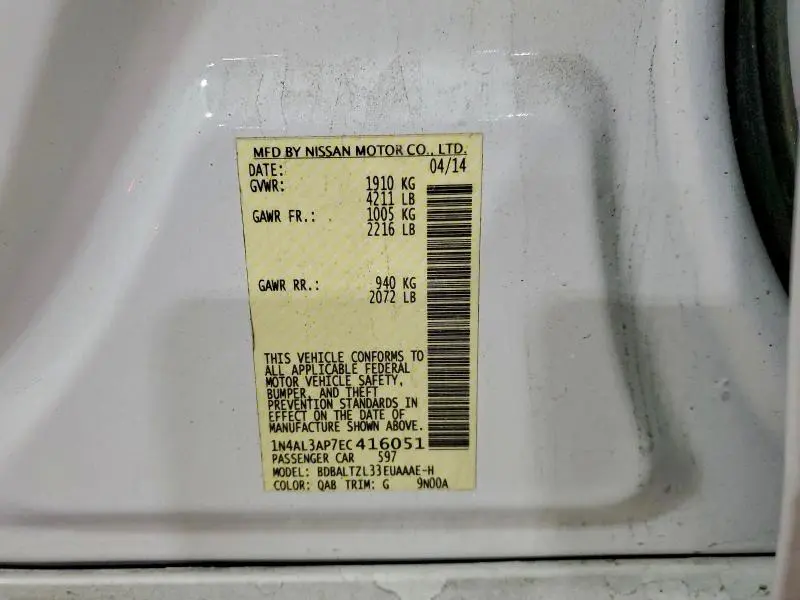 MFD BY NISSAN MOTOR CO., LTD.
DATE: 04/14
GVWR: 1910 KG
4211 LB
GAWR FR.: 1005 KG
2216 LB
GAWR RR.: 940 KG
2072 LB
THIS VEHICLE CONFORMS TO
ALL APPLICABLE FEDERAL
MOTOR VEHICLE SAFETY,
BUMPER, AND THEFT
PREVENTION STANDARDS IN
EFFECT ON THE DATE OF
MANUFACTURE SHOWN ABOVE.
1N4AL3AP7EC416051
PASSENGER CAR 597
MODEL: BDBALTZL33EUAAAE-H
COLOR: QAB TRIM: G 9N00A